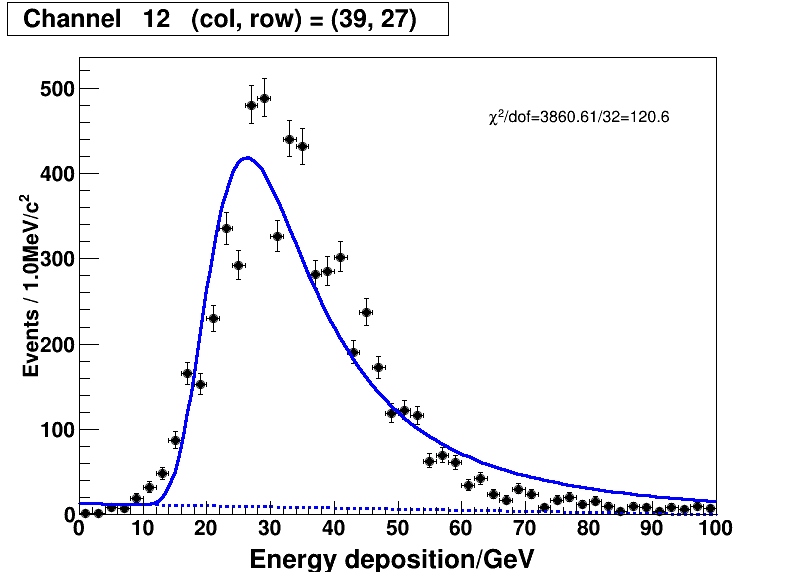 Channel 12 (col, row) = (39, 27)
χ²/dof=3860.61/32=120.6
Events / 1.0MeV/c²
500
400
300
200
100
0
0 10 20 30 40 50 60 70 80 90 100
Energy deposition/GeV